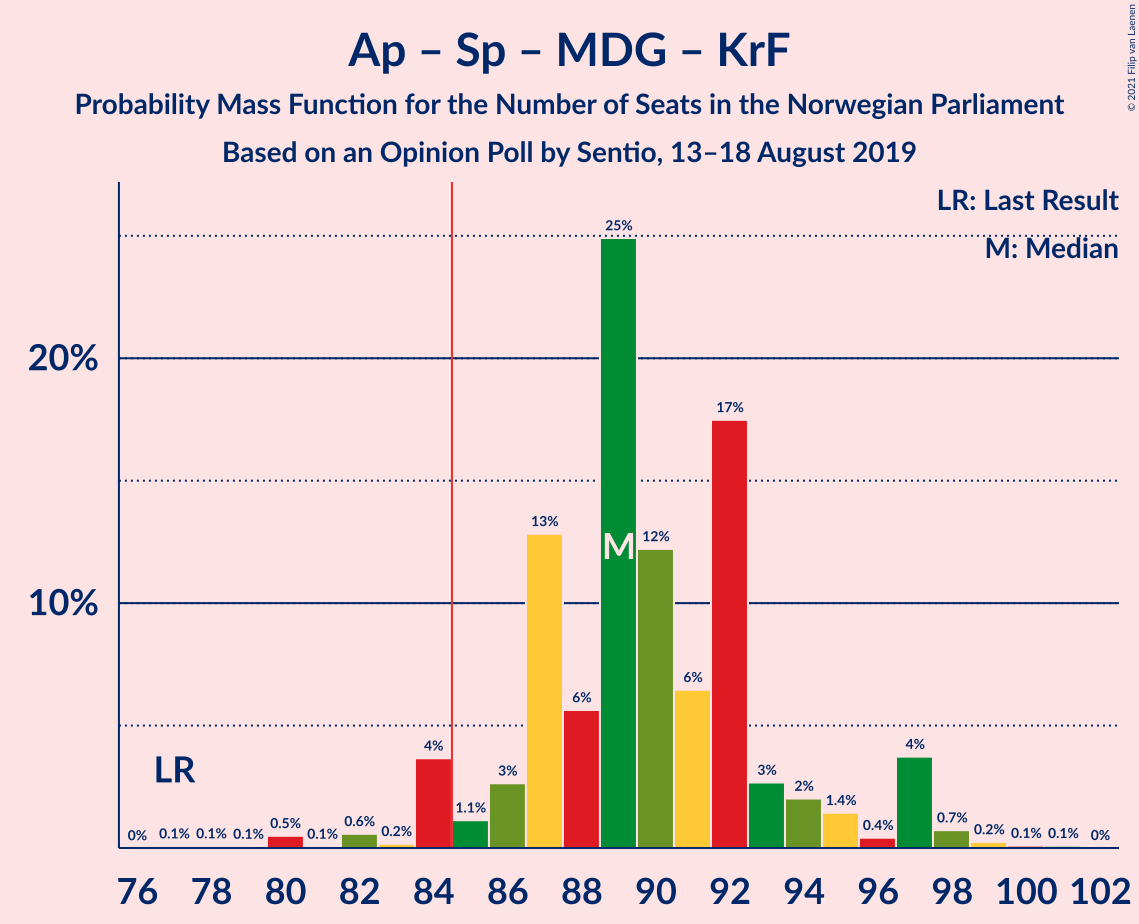 Ap – Sp – MDG – KrF
Probability Mass Function for the Number of Seats in the Norwegian Parliament
Based on an Opinion Poll by Sentio, 13–18 August 2019
© 2021 Filip van Laenen
LR: Last Result
M: Median
25%
20%
17%
13%
M
12%
10%
6%
6%
4%
4%
LR
3%
3%
2%
1.4%
1.1%
0.7%
0.5%
0.6%
0.4%
0% 0.1% 0.1% 0.1% 0.1% 0.2% 0.2% 0.1% 0.1% 0%
76 78 80 82 84 86 88 90 92 94 96 98 100 102